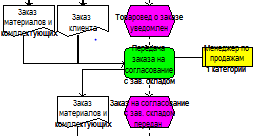 Заказ
материалов и
комплектующих
Заказ
клиента
Товаровед о заказе
уведомлен
Передача
заказа на
согласование
с зав. складом
Менеджер по
продажам
1 категории
Заказ
материалов и
комплектующих
Заказ на согласование
зав. складом
передан